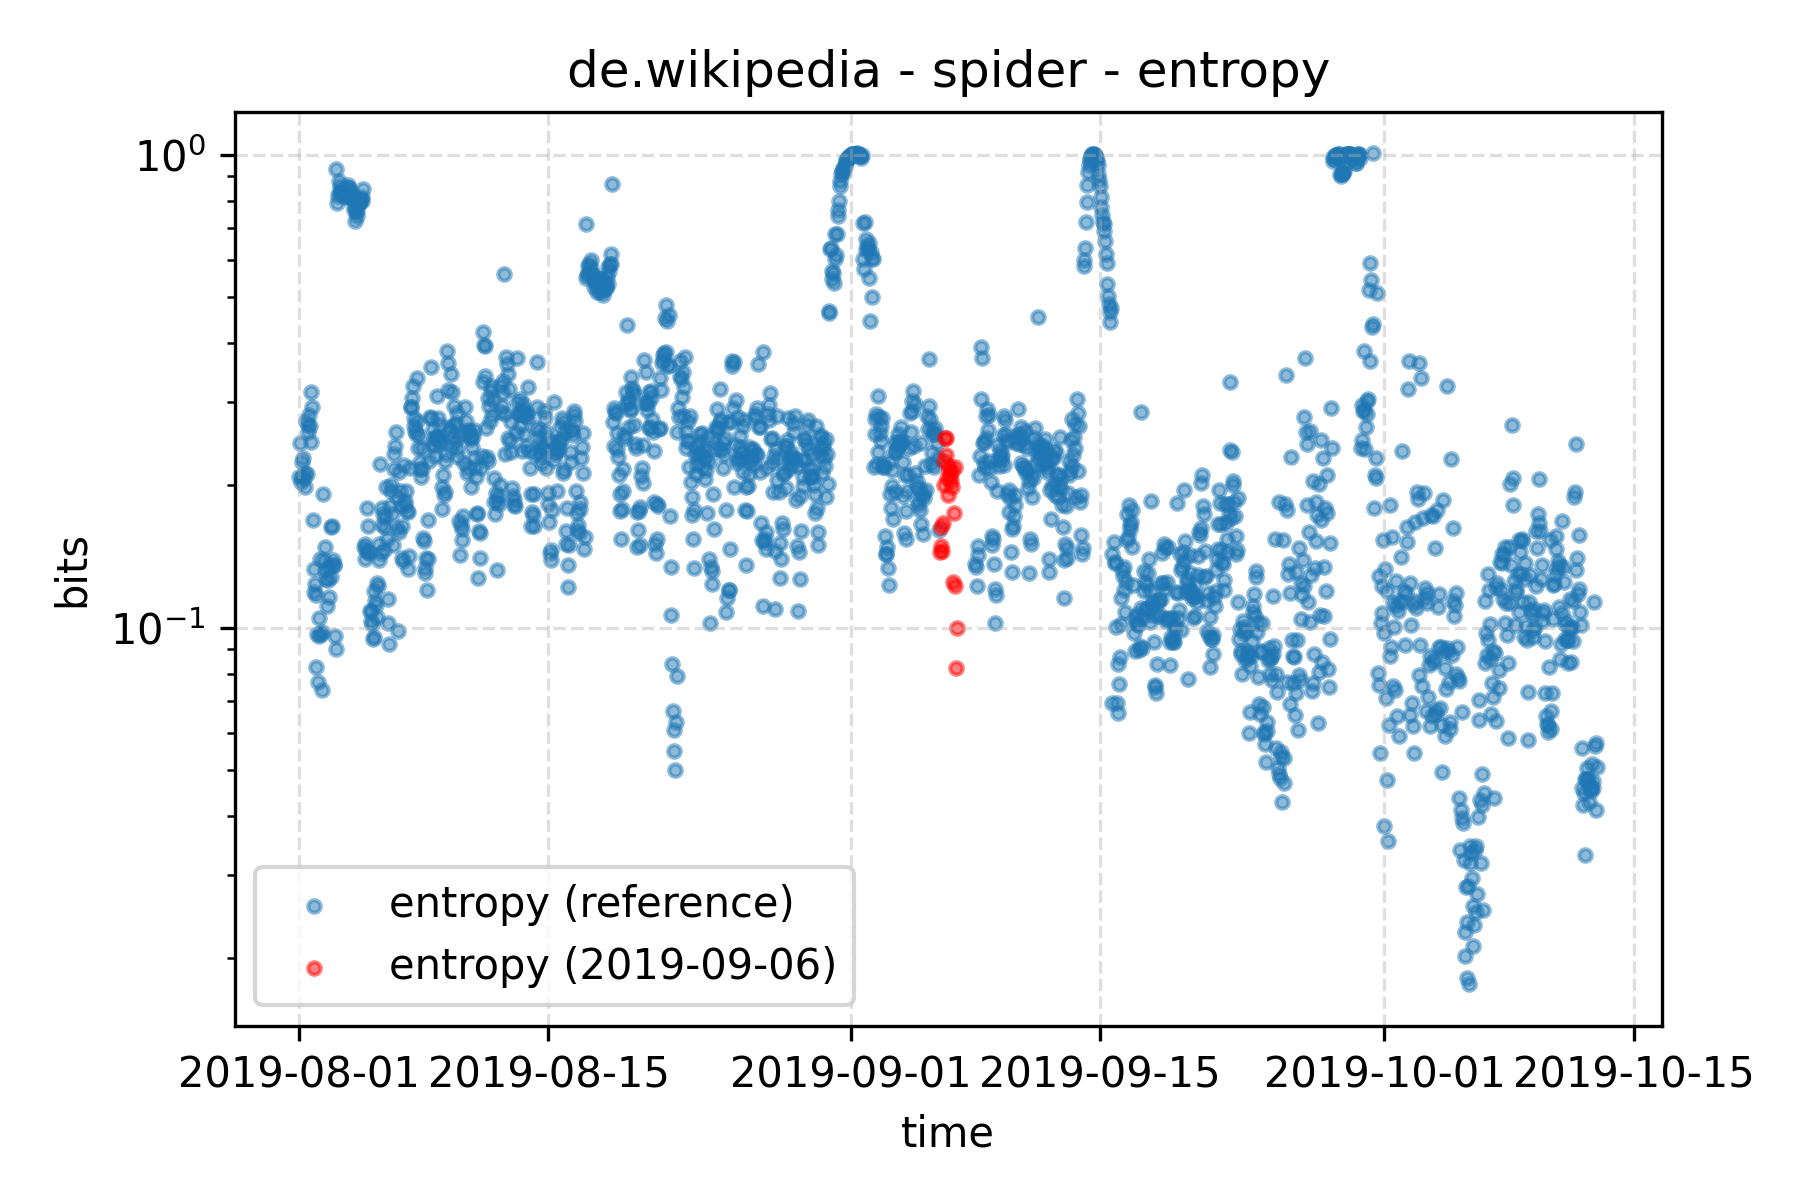 de.wikipedia - spider - entropy
10⁰
10⁻¹
bits
entropy (reference)
entropy (2019-09-06)
2019-08-01 2019-08-15 2019-09-01 2019-09-15 2019-10-01 2019-10-15
time